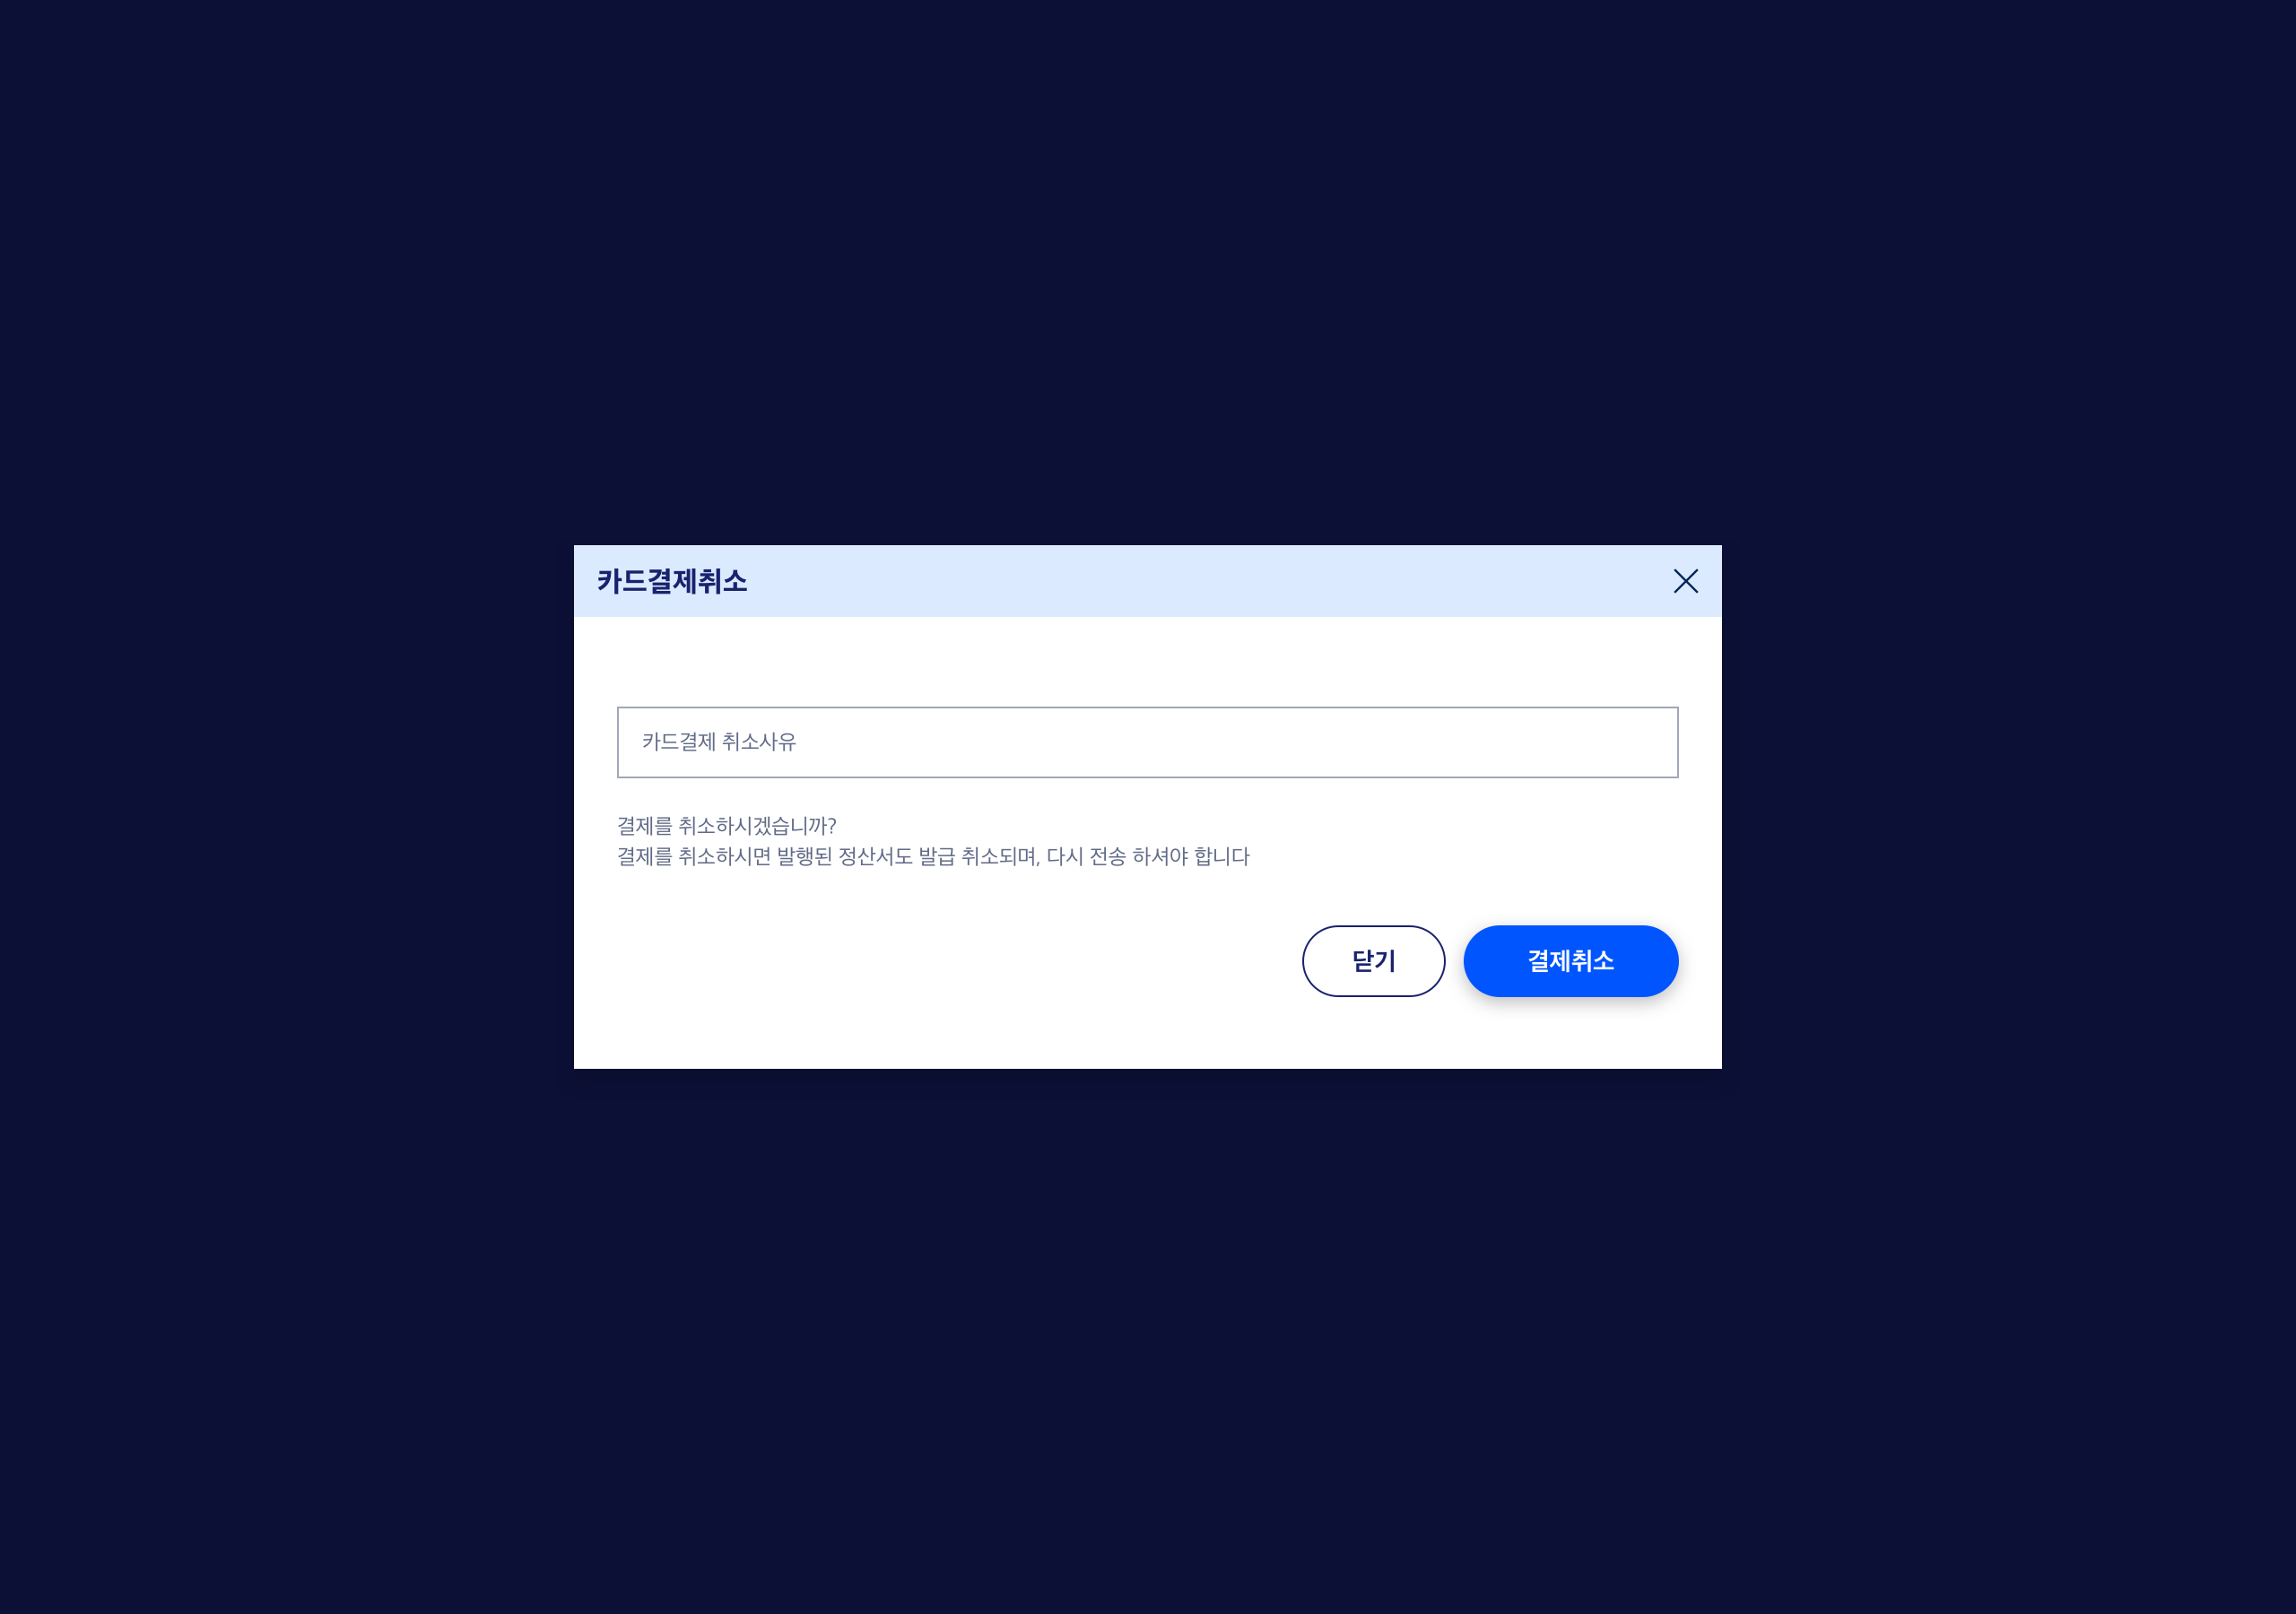 카드결제취소
카드결제 취소사유
결제를 취소하시겠습니까?
결제를 취소하시면 발행된 정산서도 발급 취소되며, 다시 전송 하셔야 합니다
닫기
결제취소